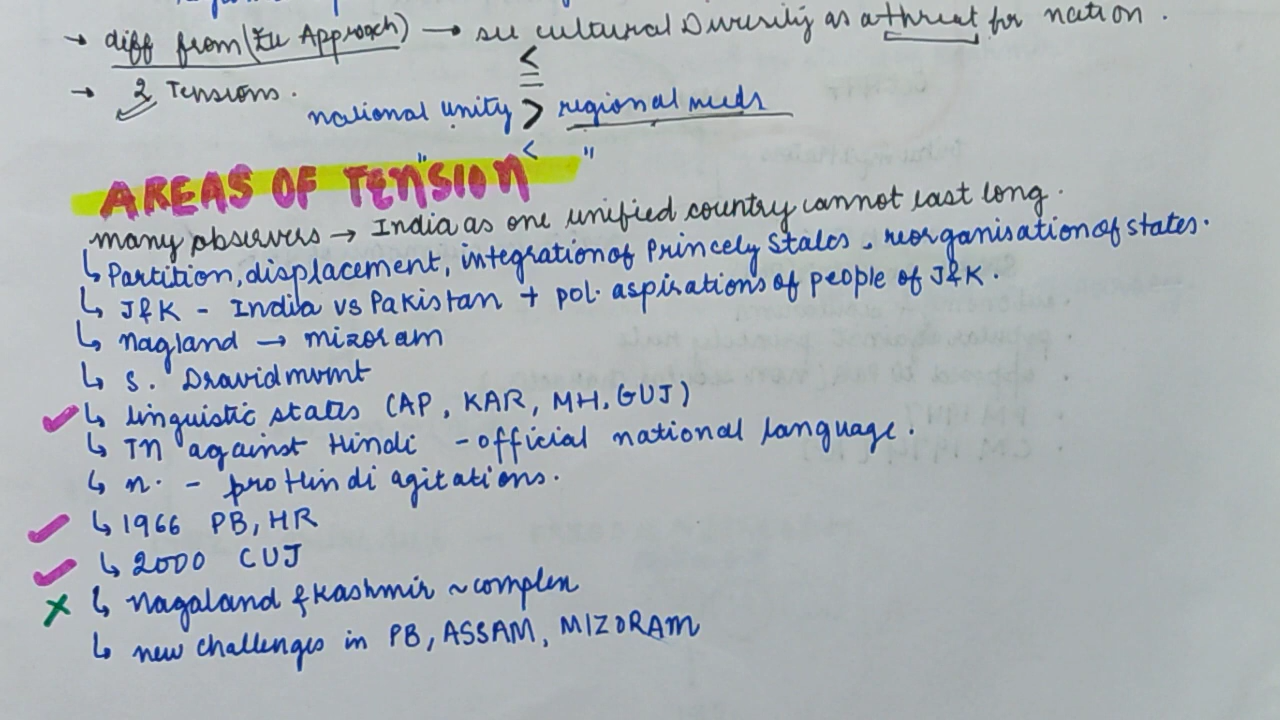 → diff from (EU Approach) → see cultural Diversity as a threat for nation.
→ 2 Tensions.
<
=
national unity > regional needs
" < "
AREAS OF TENSION
many observers → India as one unified country cannot last long.
↳ Partition, displacement, integration of Princely States. reorganisation of states.
↳ J&K - India vs Pakistan + pol. aspirations of people of J&K.
↳ Nagland → mizoram
↳ S. Dravid mvmt
✓ ↳ linguistic states (AP, KAR, MH, GUJ)
↳ TN against Hindi - official national language.
↳ n. - pro Hindi agitations.
✓ ↳ 1966 PB, HR
✓ ↳ 2000 CUJ
✗ ↳ Nagaland & Kashmir ~ complex
↳ new challenges in PB, ASSAM, MIZORAM